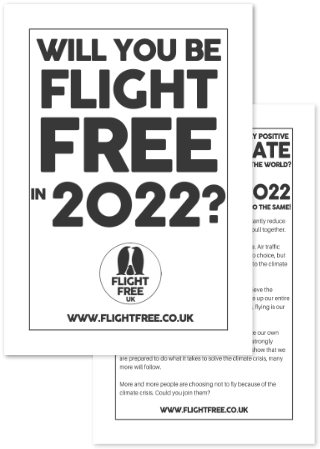 WILL YOU BE
FLIGHT
FREE
IN 2022?
FLIGHT
FREE
UK
WWW.FLIGHTFREE.CO.UK
POSITIVE
THE WORLD?
2022
TO THE SAME!
reduce
pull together.
Air traffic
choice, but
to the climate
the
up our entire
flying is our
our own
strongly
show that we
are prepared to do what it takes to solve the climate crisis, many
more will follow.
More and more people are choosing not to fly because of the
climate crisis. Could you join them?
WWW.FLIGHTFREE.CO.UK